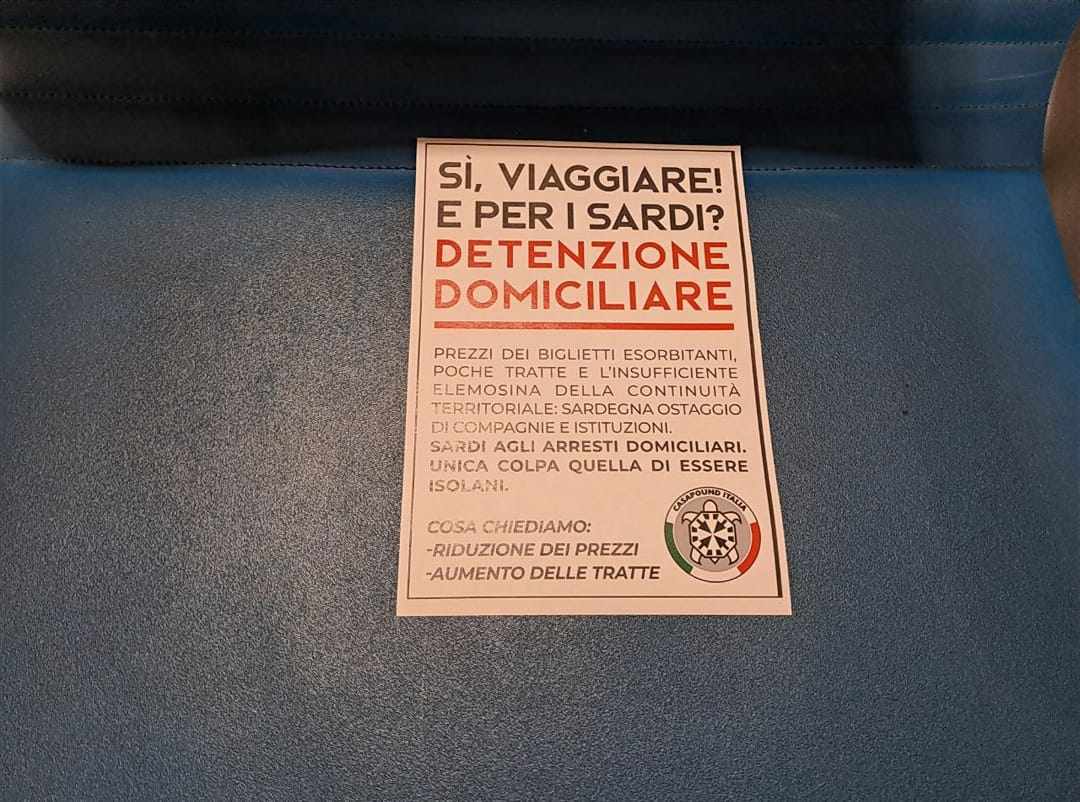 SÌ, VIAGGIARE!
E PER I SARDI?
DETENZIONE
DOMICILIARE
PREZZI DEI BIGLIETTI ESORBITANTI,
POCHE TRATTE E L'INSUFFICIENTE
ELEMOSINA DELLA CONTINUITÀ
TERRITORIALE: SARDEGNA OSTAGGIO
DI COMPAGNIE E ISTITUZIONI.
SARDI AGLI ARRESTI DOMICILIARI.
UNICA COLPA QUELLA DI ESSERE
ISOLANI.
COSA CHIEDIAMO:
-RIDUZIONE DEI PREZZI
-AUMENTO DELLE TRATTE
CASAPOUND ITALIA